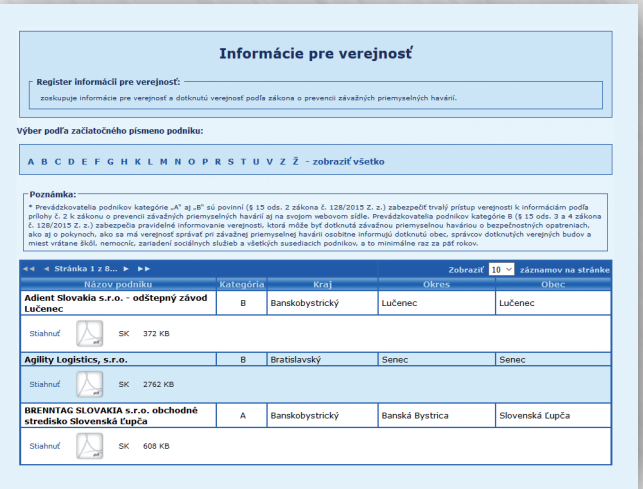 Informácie pre verejnosť
Register informácií pre verejnosť:
zoskupuje informácie pre verejnosť a dotknutú verejnosť podľa zákona o prevencii závažných priemyselných havárií.
Výber podľa začiatočného písmeno podniku:
A B C D E F G H K L M N O P R S T U V Z Ž - zobraziť všetko
Poznámka:
* Prevádzkovatelia podnikov kategórie „A" aj „B" sú povinní (§ 15 ods. 2 zákona č. 128/2015 Z. z.) zabezpečiť trvalý prístup verejnosti k informáciám podľa
prílohy č. 2 k zákonu o prevencii závažných priemyselných havárií aj na svojom webovom sídle. Prevádzkovatelia podnikov kategórie B (§ 15 ods. 3 a 4 zákona
č. 128/2015 Z. z.) zabezpečia pravidelné informovanie verejnosti, ktorá môže byť dotknutá závažnou priemyselnou haváriou o bezpečnostných opatreniach,
ako aj o pokynoch, ako sa má verejnosť správať pri závažnej priemyselnej havárii osobitne informujú dotknutú obec, správcov dotknutých verejných budov a
miest vrátane škôl, nemocníc, zariadení sociálnych služieb a všetkých susediacich podnikov, a to minimálne raz za päť rokov.
Stránka 1 z 8... Zobraziť 10 záznamov na stránke
Názov podniku Kategória Kraj Okres Obec
Adient Slovakia s.r.o. - odštepný závod
Lučenec B Banskobystrický Lučenec Lučenec
Stiahnuť SK 372 KB
Agility Logistics, s.r.o. B Bratislavský Senec Senec
Stiahnuť SK 2762 KB
BRENNTAG SLOVAKIA s.r.o. obchodné
stredisko Slovenská Ľupča A Banskobystrický Banská Bystrica Slovenská Ľupča
Stiahnuť SK 608 KB